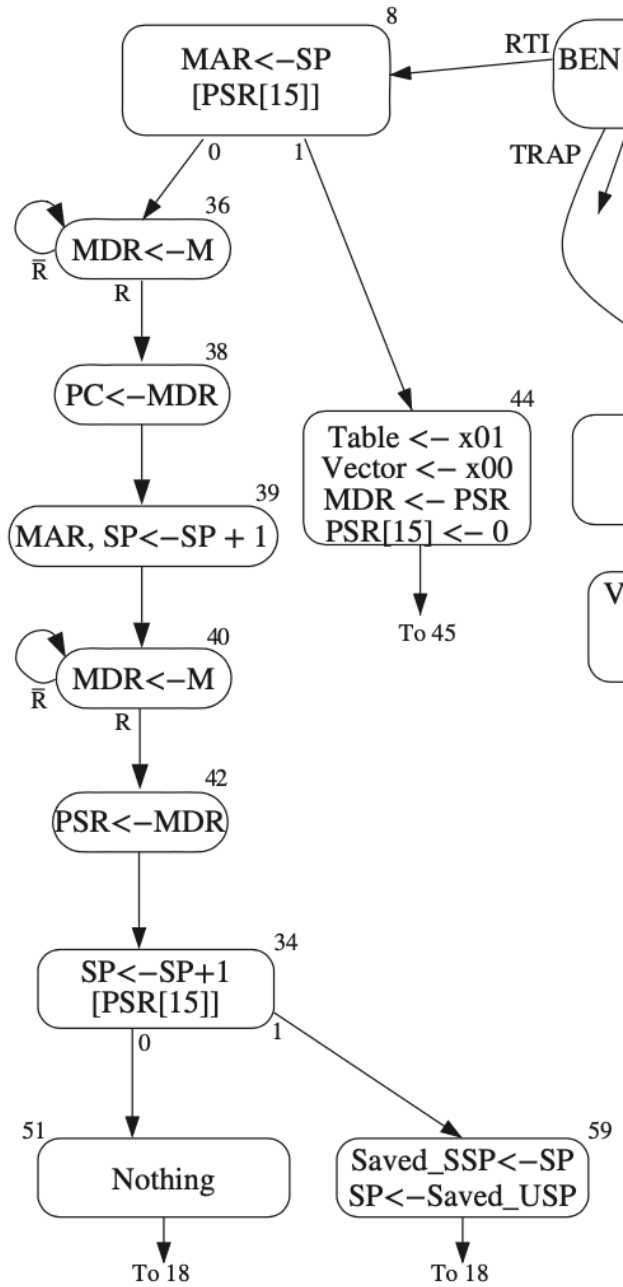 8
MAR<–SP
[PSR[15]]
RTI
BEN
0
1
TRAP
36
MDR<–M
R̅
R
38
PC<–MDR
44
Table <– x01
Vector <– x00
MDR <– PSR
PSR[15] <– 0
39
MAR, SP<–SP + 1
To 45
V
40
MDR<–M
R̅
R
42
PSR<–MDR
34
SP<–SP+1
[PSR[15]]
0
1
51
Nothing
59
Saved_SSP<–SP
SP<–Saved_USP
To 18
To 18